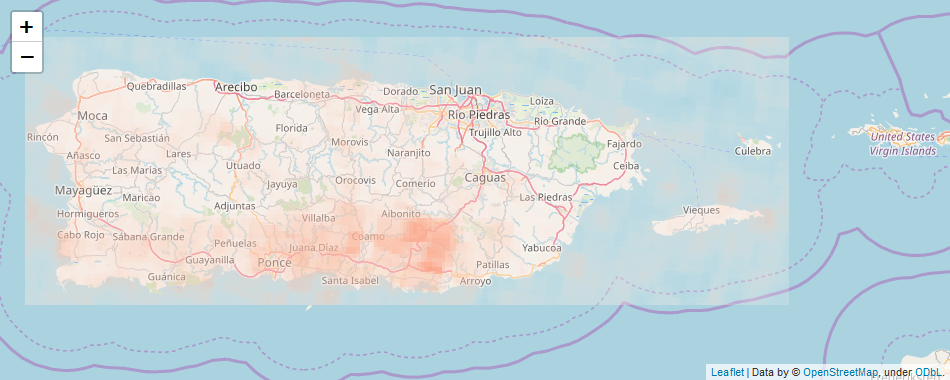 +
−
Quebradillas
Arecibo
Barceloneta
Dorado
San Juan
Vega Alta
Loíza
Moca
Río Piedras
Río Grande
Florida
Trujillo Alto
Rincón
San Sebastián
Morovis
Fajardo
Añasco
Lares
Naranjito
Culebra
United States
Virgin Islands
Las Marías
Utuado
Ceiba
Mayagüez
Jayuya
Orocovis
Comerío
Caguas
Maricao
Adjuntas
Las Piedras
Hormigueros
Villalba
Aibonito
Vieques
Cabo Rojo
Sábana Grande
Peñuelas
Juana Díaz
Coamo
Yabucoa
Guayanilla
Ponce
Patillas
Guánica
Santa Isabel
Arroyo
Leaflet | Data by © OpenStreetMap, under ODbL.